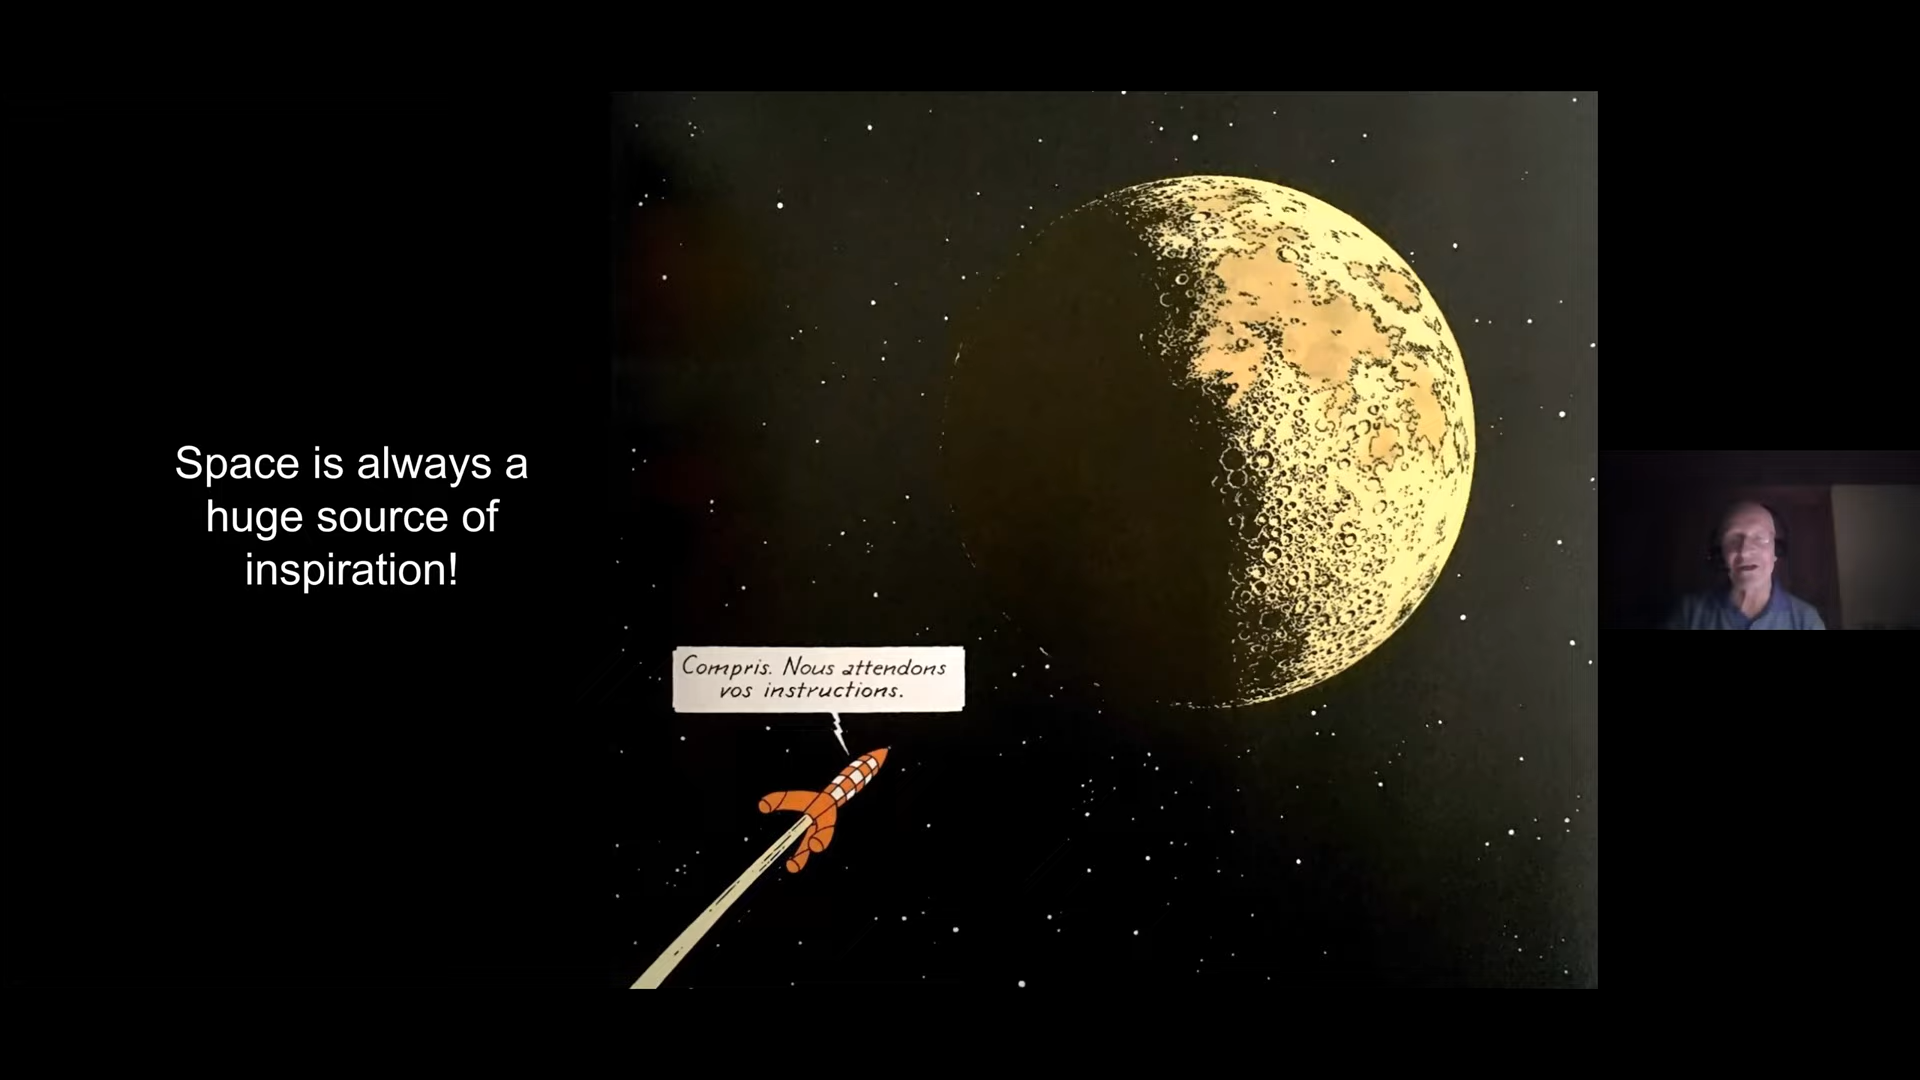 Space is always a
huge source of
inspiration!
Compris. Nous attendons
vos instructions.